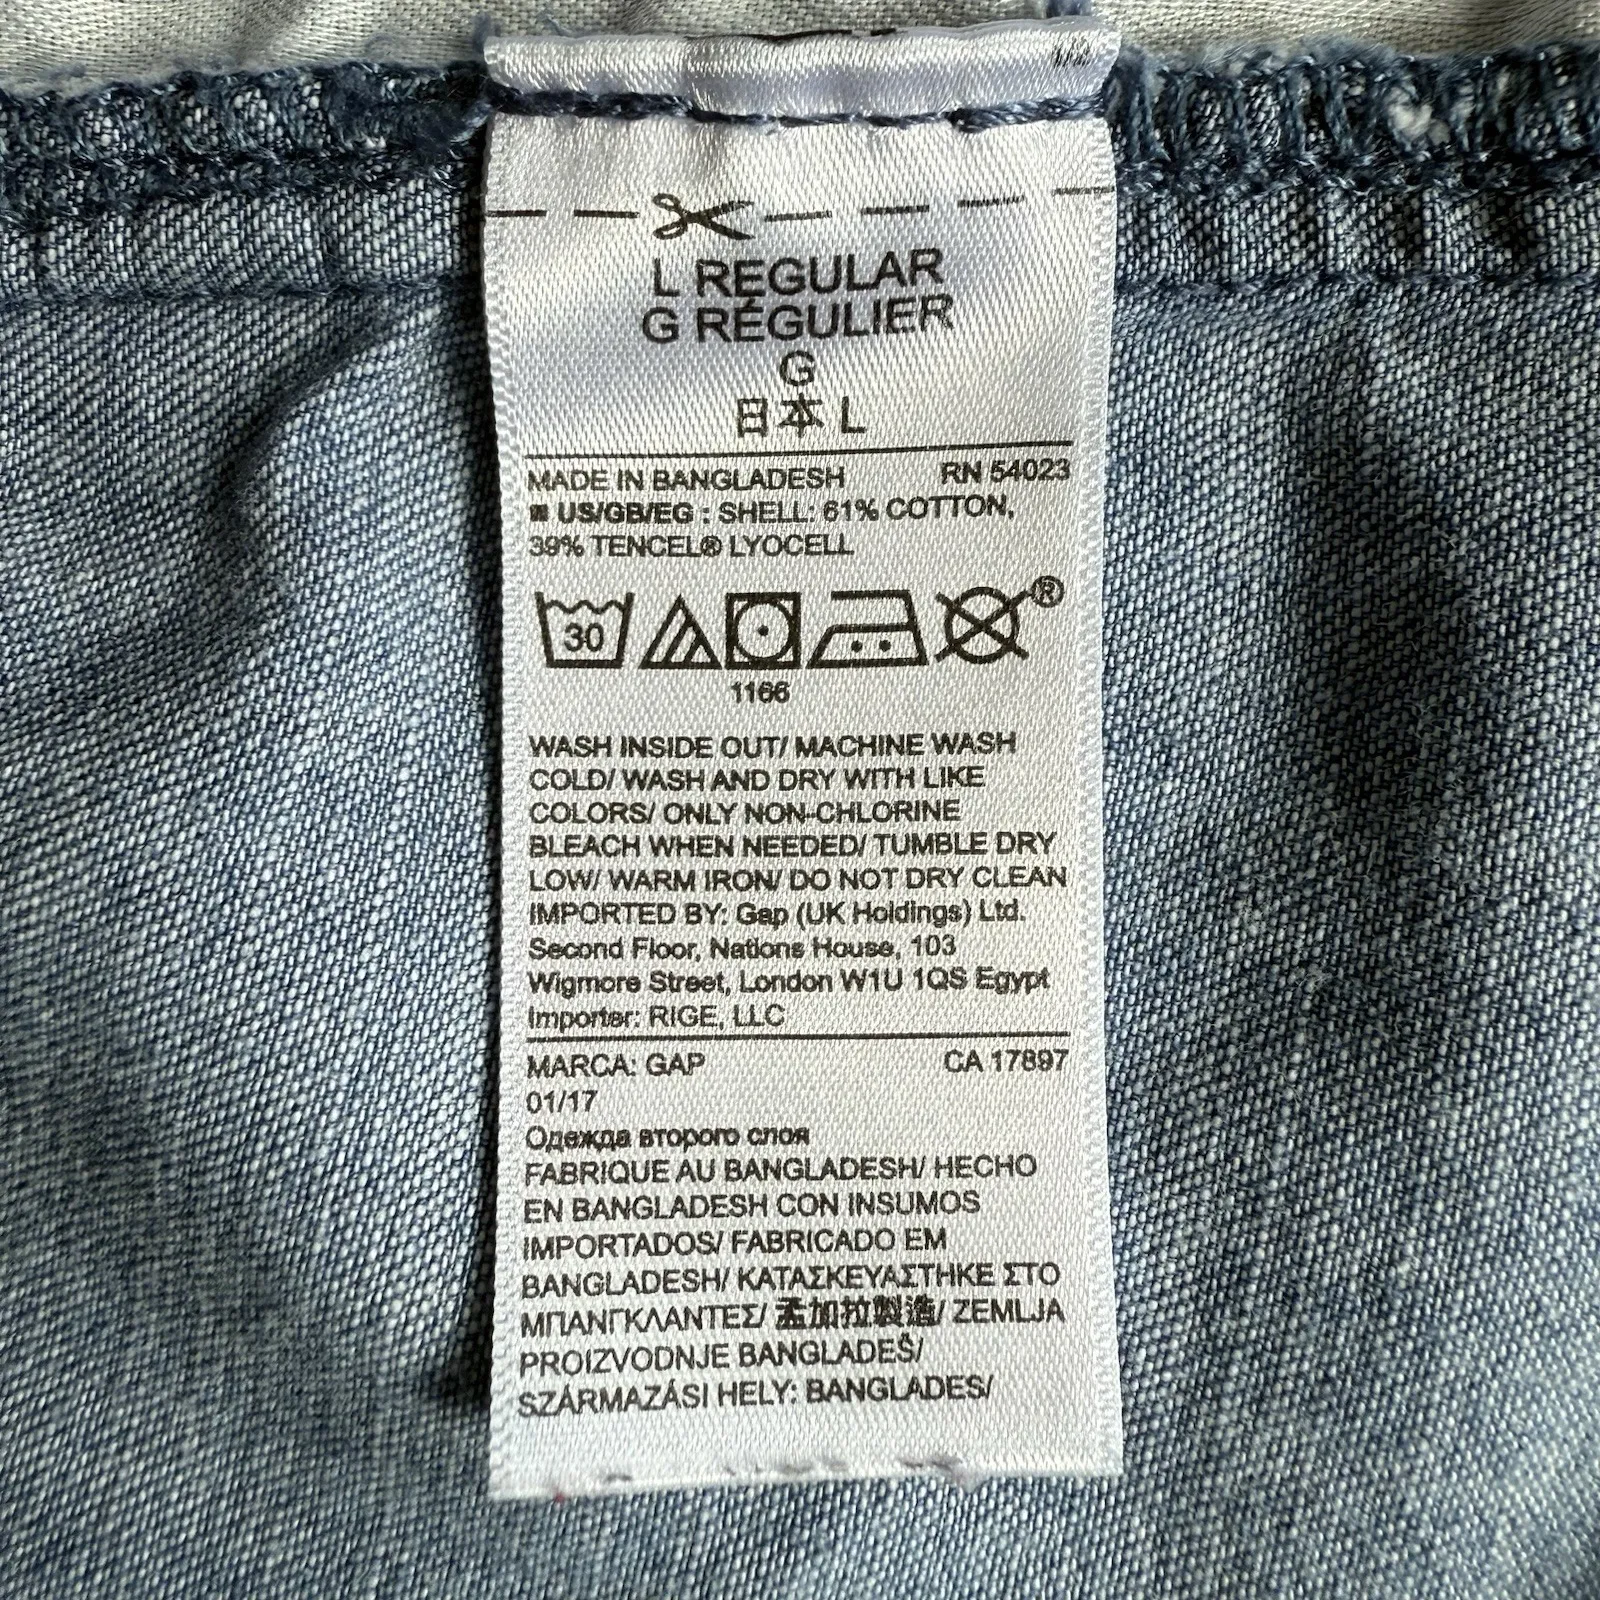 L REGULAR
G RÉGULIER
G
日本 L
MADE IN BANGLADESH RN 54023
US/GB/EG : SHELL: 61% COTTON,
39% TENCEL® LYOCELL
30 ®
1166
WASH INSIDE OUT/ MACHINE WASH
COLD/ WASH AND DRY WITH LIKE
COLORS/ ONLY NON-CHLORINE
BLEACH WHEN NEEDED/ TUMBLE DRY
LOW/ WARM IRON/ DO NOT DRY CLEAN
IMPORTED BY: Gap (UK Holdings) Ltd.
Second Floor, Nations House, 103
Wigmore Street, London W1U 1QS Egypt
Importer: RIGE, LLC
MARCA: GAP CA 17897
01/17
Одежда второго слоя
FABRIQUE AU BANGLADESH/ HECHO
EN BANGLADESH CON INSUMOS
IMPORTADOS/ FABRICADO EM
BANGLADESH/ ΚΑΤΑΣΚΕΥΑΣΤΗΚΕ ΣΤΟ
ΜΠΑΝΓΚΛΑΝΤΕΣ/ 孟加拉製造/ ZEMLJA
PROIZVODNJE BANGLADEŠ/
SZÁRMAZÁSI HELY: BANGLADES/